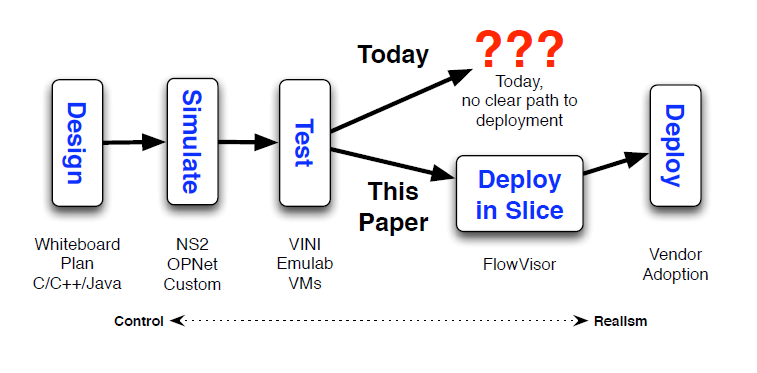 Today
???
Today,
no clear path to
deployment
Design
Simulate
Test
Deploy
in Slice
Deploy
This
Paper
Whiteboard
Plan
C/C++/Java
NS2
OPNet
Custom
VINI
Emulab
VMs
FlowVisor
Vendor
Adoption
Control
Realism